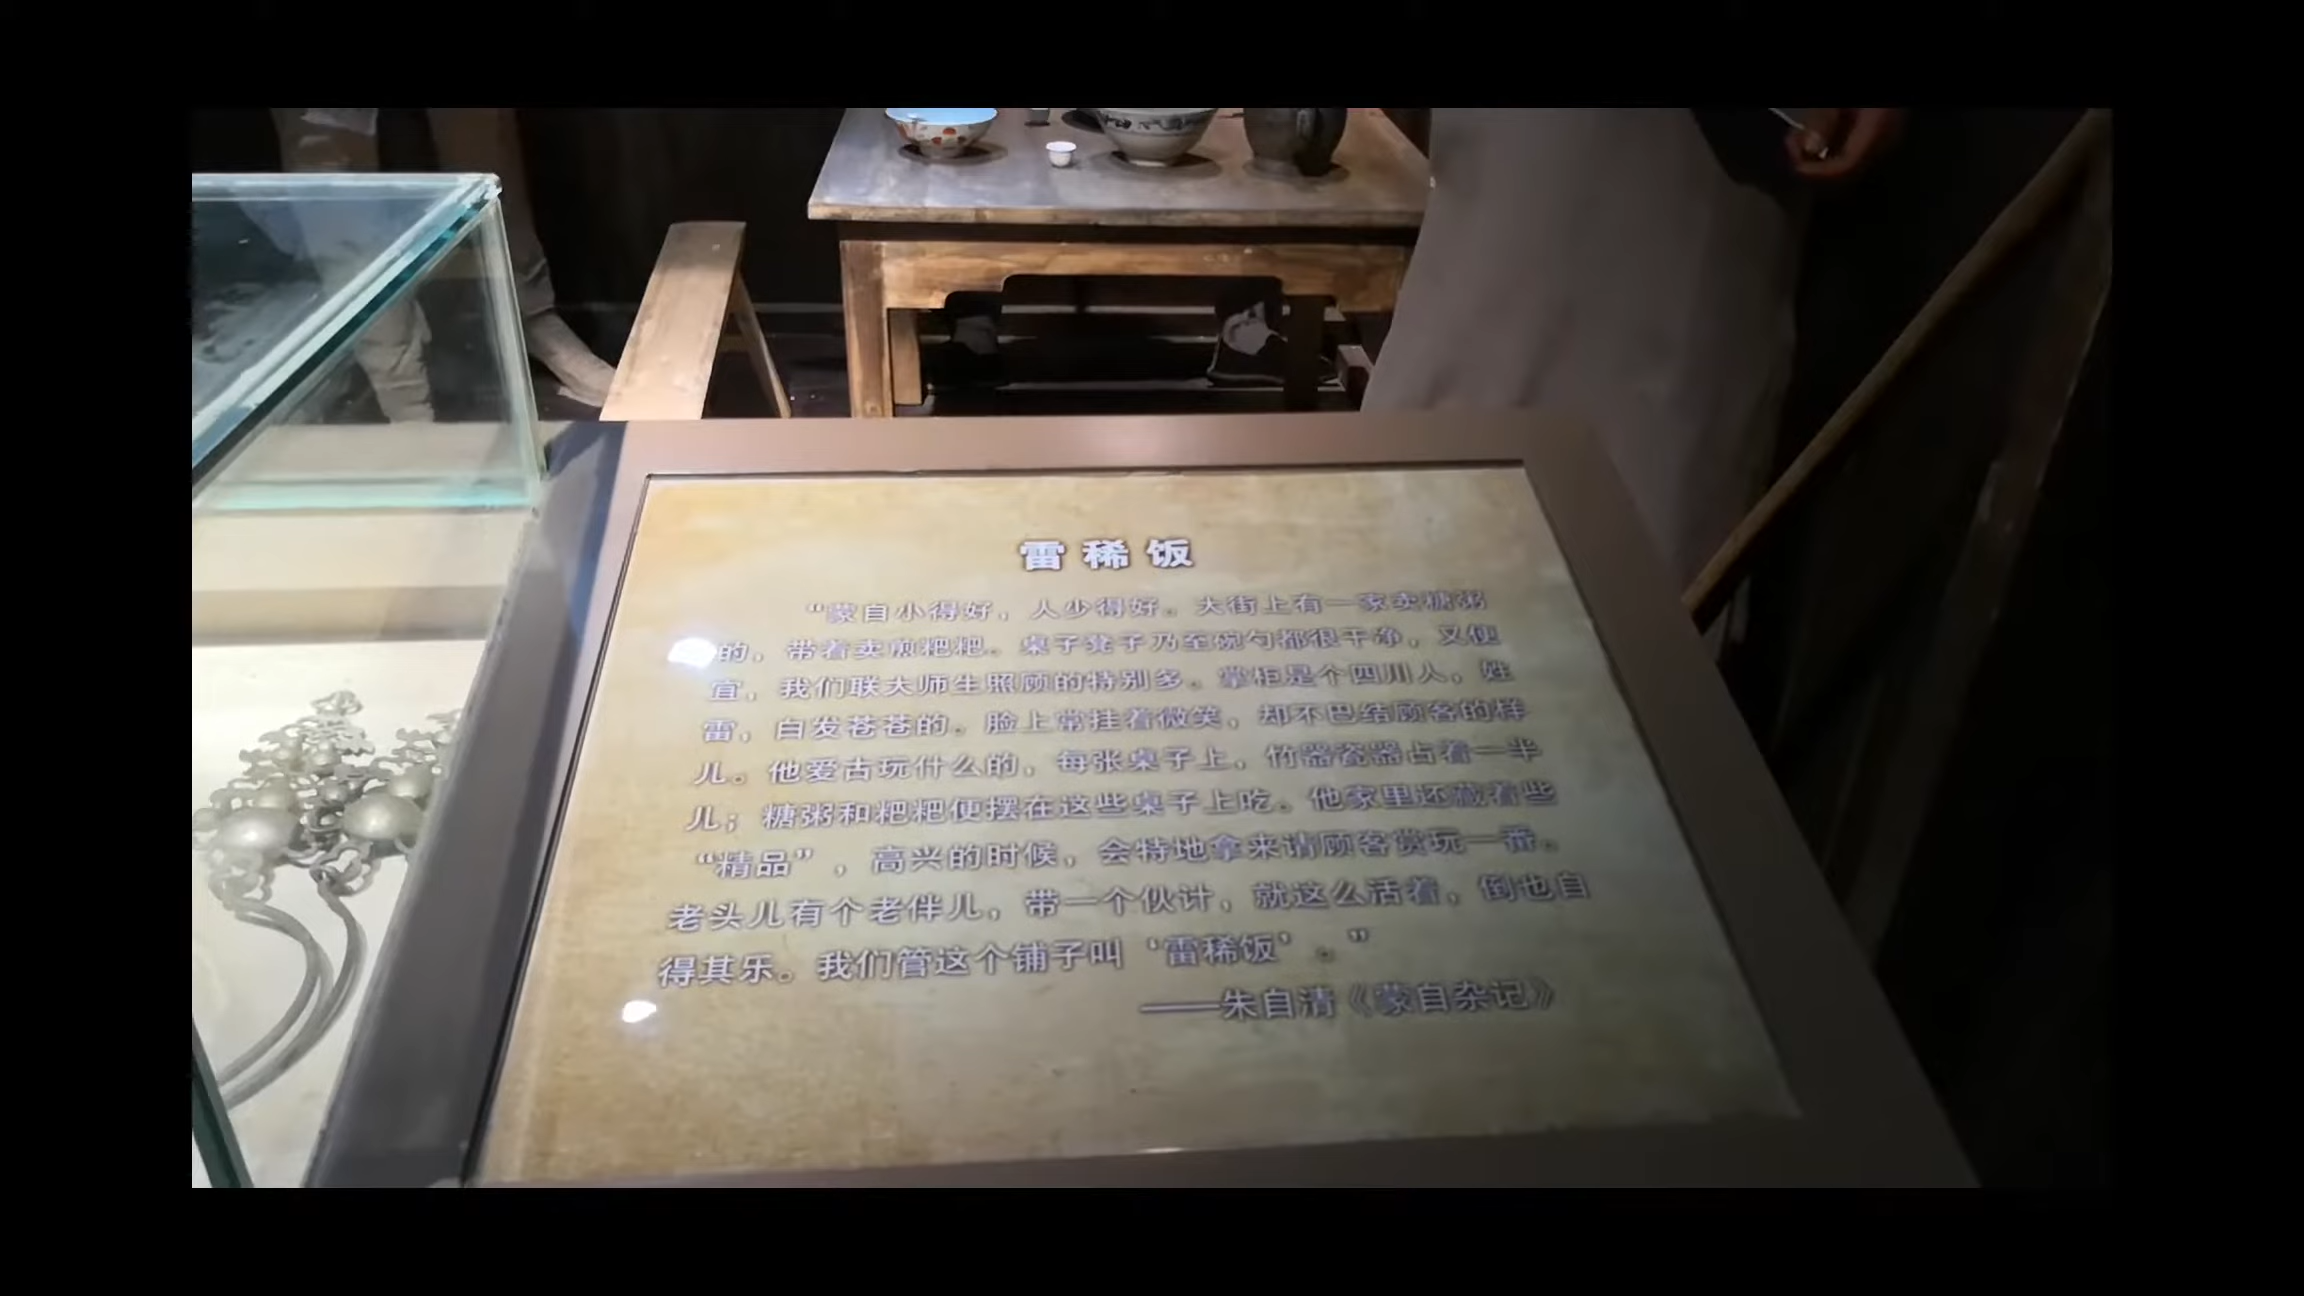 雷稀饭
“蒙自小得好，人少得好。大街上有一家卖糖粥
的，带着卖煎粑粑。桌子凳子乃至碗勺都很干净，又便
宜，我们联大师生照顾的特别多。掌柜是个四川人，姓
雷，白发苍苍的。脸上常挂着微笑，却不巴结顾客的样
儿。他爱古玩什么的，每张桌子上，竹器瓷器占着一半
儿；糖粥和粑粑便摆在这些桌子上吃。他家里还藏着些
“精品”，高兴的时候，会特地拿来请顾客赏玩一番。
老头儿有个老伴儿，带一个伙计，就这么活着，倒也自
得其乐。我们管这个铺子叫‘雷稀饭’。”
——朱自清《蒙自杂记》